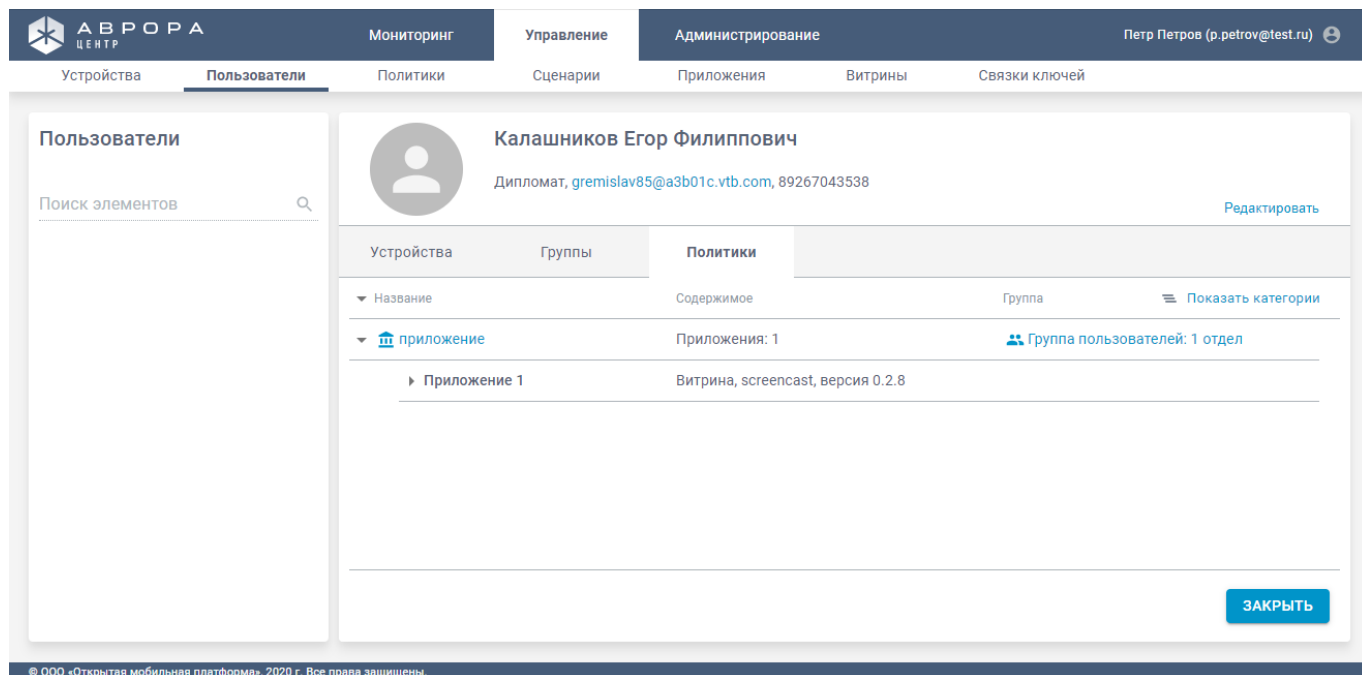 АВРОРА
ЦЕНТР
Мониторинг Управление Администрирование Петр Петров (p.petrov@test.ru)
Устройства Пользователи Политики Сценарии Приложения Витрины Связки ключей
Пользователи
Поиск элементов
Калашников Егор Филиппович
Дипломат, gremislav85@a3b01c.vtb.com, 89267043538
Редактировать
Устройства Группы Политики
Название Содержимое Группа Показать категории
приложение Приложения: 1 Группа пользователей: 1 отдел
Приложение 1 Витрина, screencast, версия 0.2.8
ЗАКРЫТЬ
© ООО «Открытая мобильная платформа», 2020 г. Все права защищены.